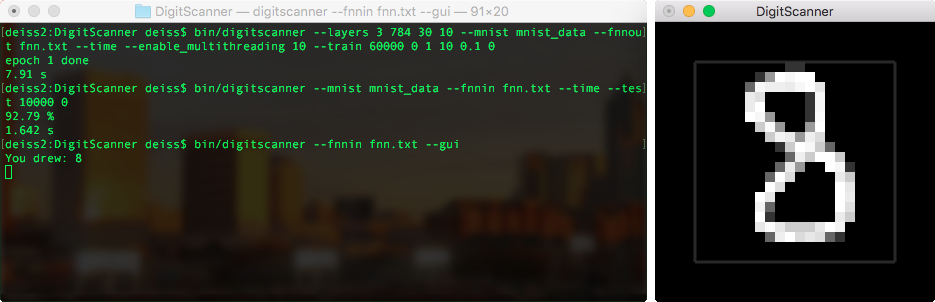 DigitScanner — digitscanner --fnnin fnn.txt --gui — 91×20
[deiss2:DigitScanner deiss$ bin/digitscanner --layers 3 784 30 10 --mnist mnist_data --fnnou]
t fnn.txt --time --enable_multithreading 10 --train 60000 0 1 10 0.1 0
epoch 1 done
7.91 s
[deiss2:DigitScanner deiss$ bin/digitscanner --mnist mnist_data --fnnin fnn.txt --time --tes]
t 10000 0
92.79 %
1.642 s
[deiss2:DigitScanner deiss$ bin/digitscanner --fnnin fnn.txt --gui ]
You drew: 8
DigitScanner
8